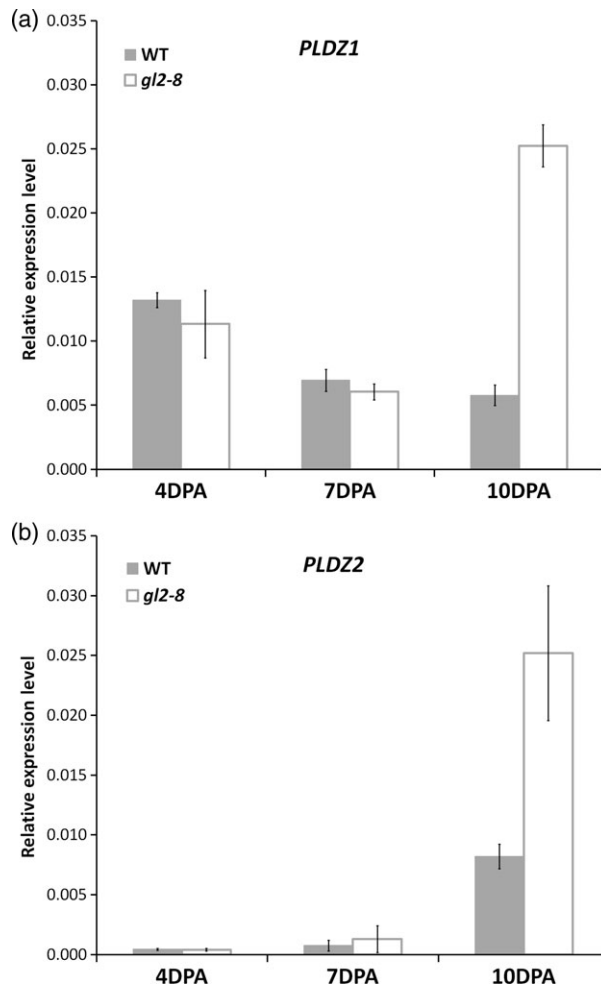 (a)
PLDZ1
WT
gl2-8
Relative expression level
0.035
0.030
0.025
0.020
0.015
0.010
0.005
0.000
4DPA 7DPA 10DPA
(b)
PLDZ2
WT
gl2-8
Relative expression level
0.035
0.030
0.025
0.020
0.015
0.010
0.005
0.000
4DPA 7DPA 10DPA